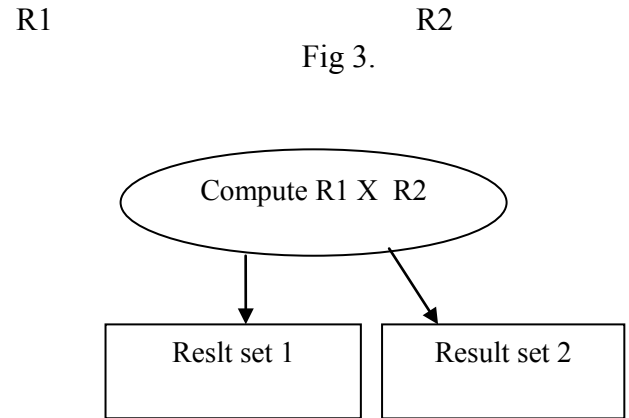 R1 R2
Fig 3.
Compute R1 X R2
Reslt set 1 Result set 2